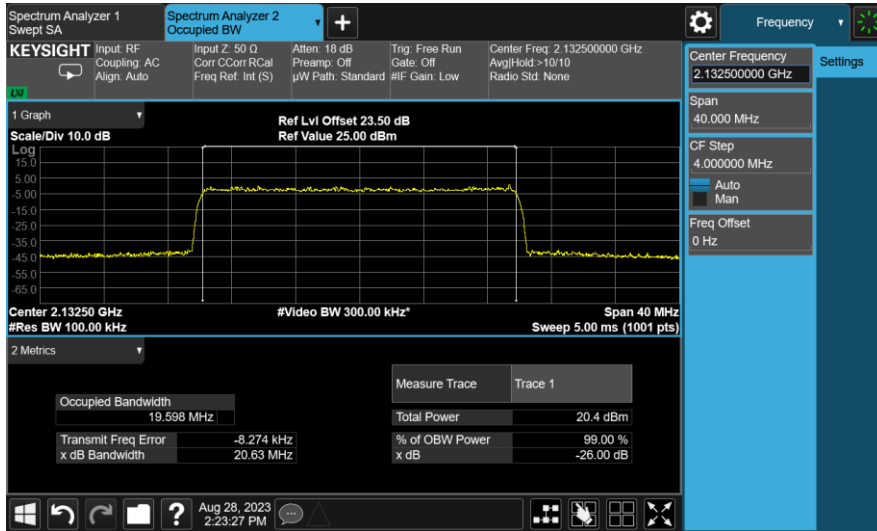 Spectrum Analyzer 1
Swept SA
Spectrum Analyzer 2
Occupied BW
+
Frequency
KEYSIGHT
Input: RF
Coupling: AC
Align: Auto
Input Z: 50 Ω
Corr CCorr RCal
Freq Ref: Int (S)
Atten: 18 dB
Preamp: Off
µW Path: Standard
Trig: Free Run
Gate: Off
#IF Gain: Low
Center Freq: 2.132500000 GHz
Avg|Hold:>10/10
Radio Std: None
LXI
Center Frequency
2.132500000 GHz
Settings
Span
40.000 MHz
CF Step
4.000000 MHz
Auto
Man
Freq Offset
0 Hz
1 Graph
Scale/Div 10.0 dB
Ref Lvl Offset 23.50 dB
Ref Value 25.00 dBm
Log
15.0
5.00
-5.00
-15.0
-25.0
-35.0
-45.0
-55.0
-65.0
Center 2.13250 GHz
#Video BW 300.00 kHz*
Span 40 MHz
#Res BW 100.00 kHz
Sweep 5.00 ms (1001 pts)
2 Metrics
Measure Trace Trace 1
Occupied Bandwidth
19.598 MHz
Total Power 20.4 dBm
Transmit Freq Error -8.274 kHz
% of OBW Power 99.00 %
x dB Bandwidth 20.63 MHz
x dB -26.00 dB
?
Aug 28, 2023
2:23:27 PM